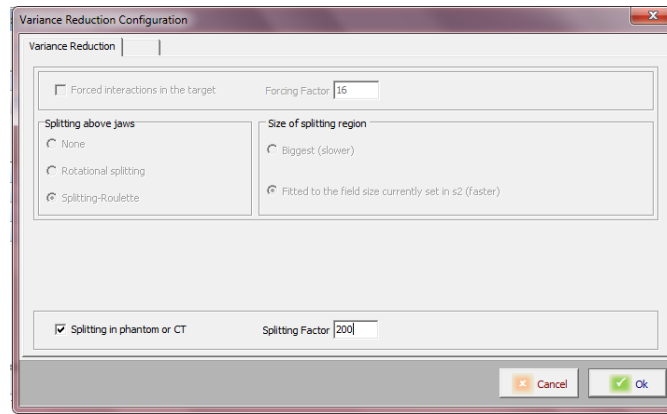 Variance Reduction Configuration
x
Variance Reduction
Forced interactions in the target Forcing Factor 16
Splitting above jaws
None
Rotational splitting
Splitting-Roulette
Size of splitting region
Biggest (slower)
Fitted to the field size currently set in s2 (faster)
Splitting in phantom or CT Splitting Factor 200
Cancel Ok